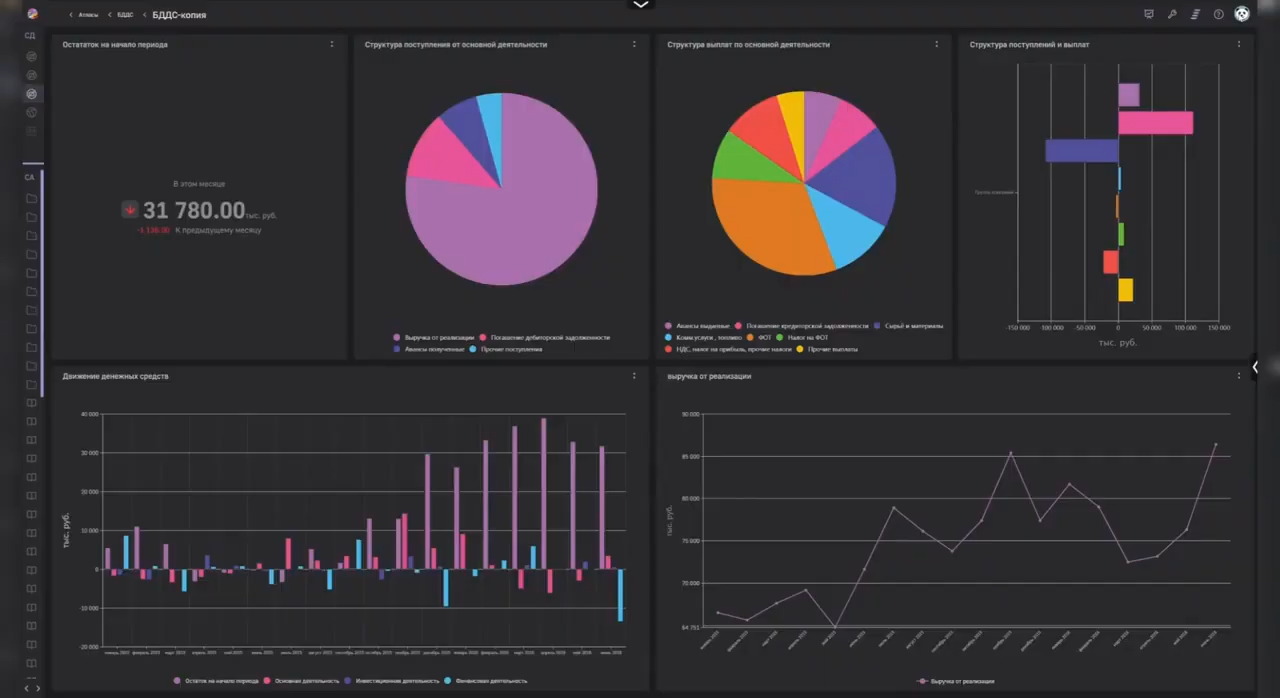 Атласы
БДДС
БДДС-копия
СД
СА
Остаток на начало периода
В этом месяце
31 780.00 тыс. руб.
К предыдущему месяцу
Структура поступления от основной деятельности
Выручка от реализации
Погашение дебиторской задолженности
Авансы полученные
Прочие поступления
Структура выплат по основной деятельности
Авансы выданные
Погашение кредиторской задолженности
Сырьё и материалы
Комм.услуги, топливо
ФОТ
Налог на ФОТ
НДС, налог на прибыль, прочие налоги
Прочие выплаты
Структура поступлений и выплат
-150 000
-100 000
-50 000
0
50 000
100 000
150 000
тыс. руб.
Движение денежных средств
40 000
30 000
20 000
10 000
0
-10 000
-20 000
тыс. руб.
Остаток на начало периода
Основная деятельность
Инвестиционная деятельность
Финансовая деятельность
выручка от реализации
90 000
85 000
80 000
75 000
70 000
64 751
тыс. руб.
Выручка от реализации